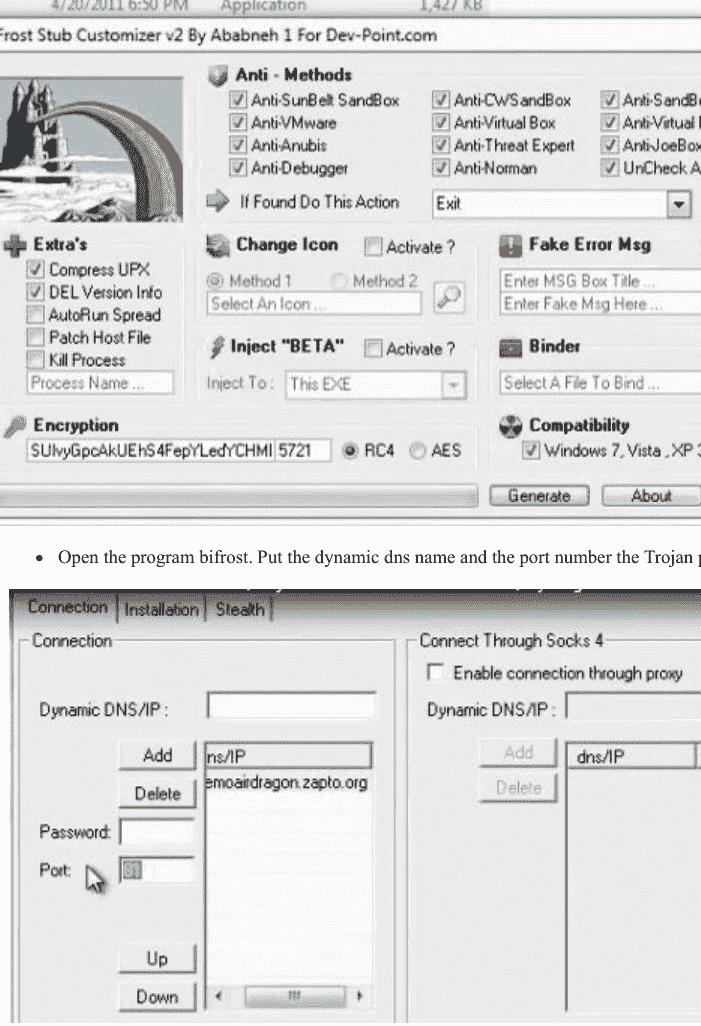 4/20/2011 6:50 PM Application 1,427 KB
Frost Stub Customizer v2 By Ababneh 1 For Dev-Point.com
Anti - Methods
Anti-SunBelt SandBox Anti-CWSandBox Anti-SandBo
Anti-VMware Anti-Virtual Box Anti-Virtual
Anti-Anubis Anti-Threat Expert Anti-JoeBox
Anti-Debugger Anti-Norman UnCheck A
If Found Do This Action Exit
Extra's
Compress UPX
DEL Version Info
AutoRun Spread
Patch Host File
Kill Process
Process Name ...
Change Icon Activate ?
Method 1 Method 2
Select An Icon ...
Fake Error Msg
Enter MSG Box Title ...
Enter Fake Msg Here ...
Inject "BETA" Activate ?
Inject To : This EXE
Binder
Select A File To Bind ...
Encryption
SUlvyGpcAkUEhS4FepYLedYCHMI 5721 RC4 AES
Compatibility
Windows 7, Vista , XP
Generate About
• Open the program bifrost. Put the dynamic dns name and the port number the Trojan p
Connection Installation Stealth
Connection
Dynamic DNS/IP :
Add
ns/IP
Delete
emoairdragon.zapto.org
Password:
Port: 81
Up
Down
Connect Through Socks 4
Enable connection through proxy
Dynamic DNS/IP :
Add
dns/IP
Delete